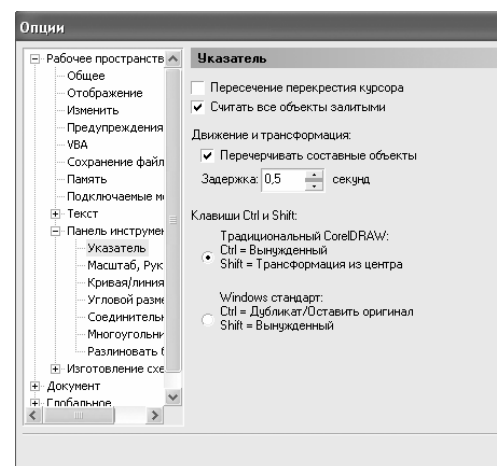 Опции
Рабочее пространств
Общее
Отображение
Изменить
Предупреждения
VBA
Сохранение файл
Память
Подключаемые м
Текст
Панель инструмен
Указатель
Масштаб, Рук
Кривая/линия
Угловой разме
Соединительн
Многоугольни
Разлиновать б
Изготовление схе
Документ
Глобальное
Указатель
Пересечение перекрестия курсора
Считать все объекты залитыми
Движение и трансформация:
Перечерчивать составные объекты
Задержка: 0,5 секунд
Клавиши Ctrl и Shift:
Традиционный CorelDRAW:
Ctrl = Вынужденный
Shift = Трансформация из центра
Windows стандарт:
Ctrl = Дубликат/Оставить оригинал
Shift = Вынужденный